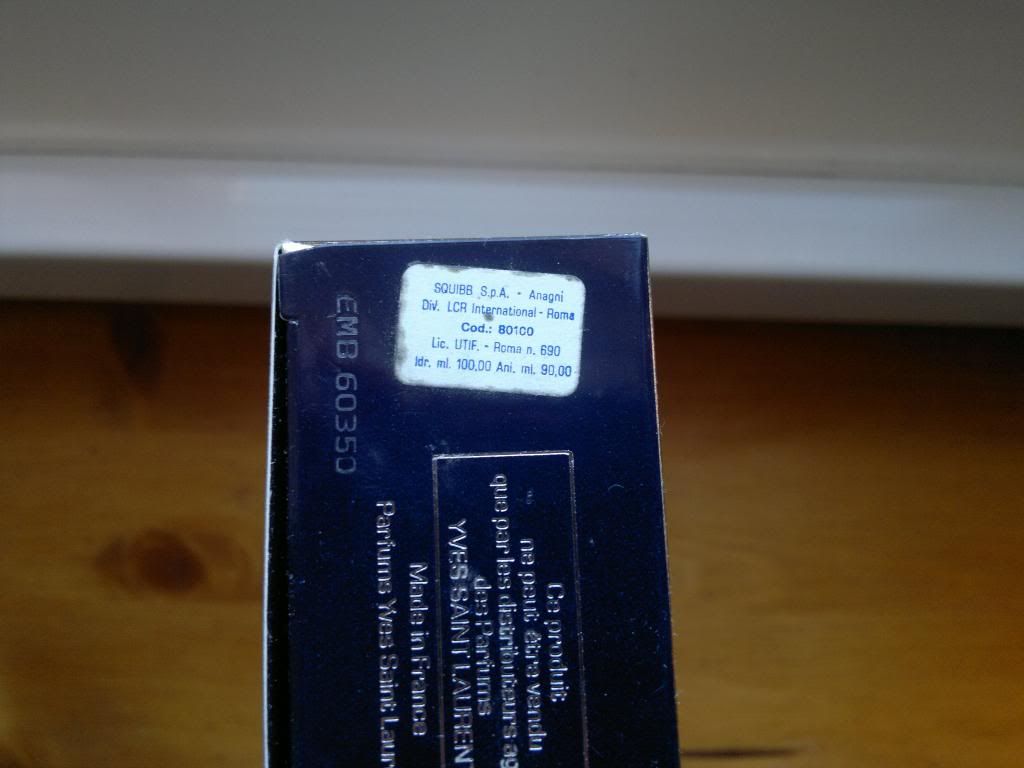 SQUIBB S.p.A. - Anagni
Div. LCR International - Roma
Cod.: 80100
Lic. UTIF. - Roma n. 690
Idr. ml. 100,00 Ani. ml. 90,00
EMB 60350
Ce produit
ne peut être vendu
que par les distributeurs ag
des Parfums
YVES SAINT LAUREN
Made in France
Parfums Yves Saint Laur